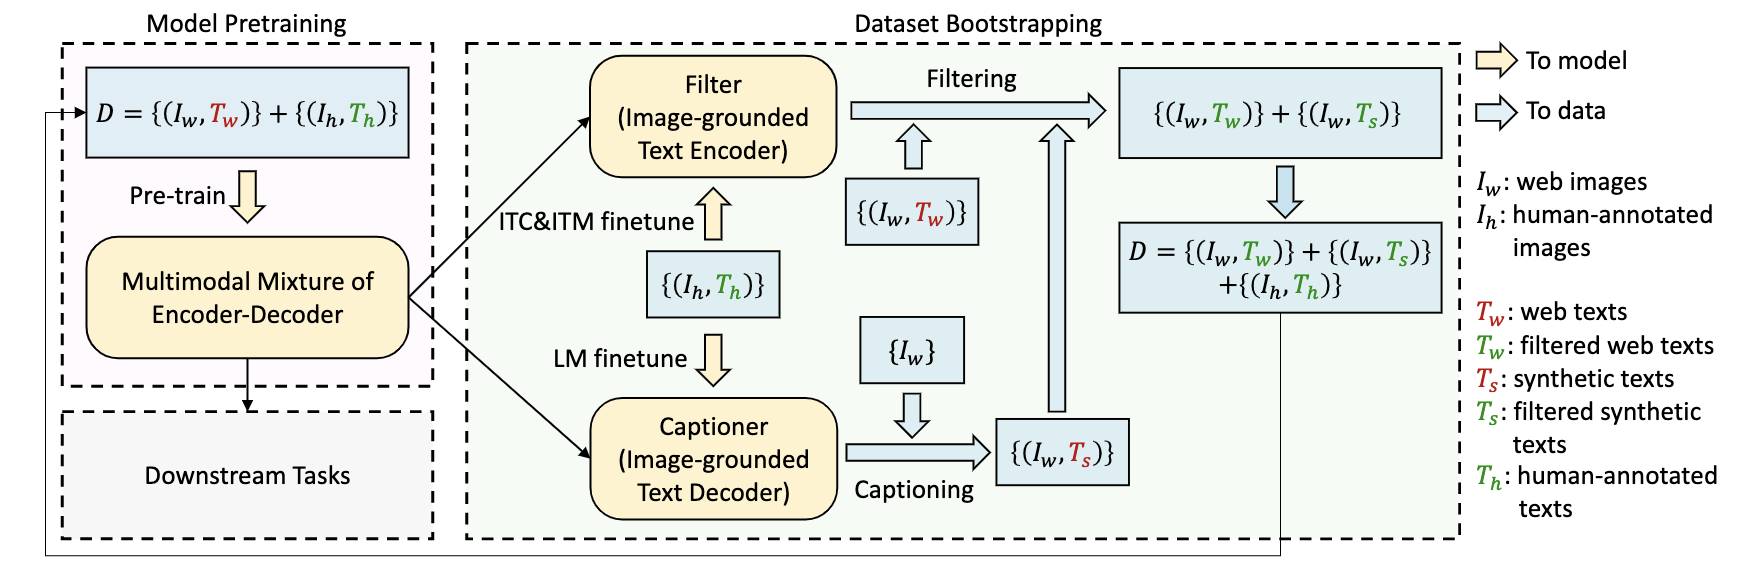 Model Pretraining
D = {(I_w, T_w)} + {(I_h, T_h)}
Pre-train
Multimodal Mixture of
Encoder-Decoder
Downstream Tasks
Dataset Bootstrapping
Filter
(Image-grounded
Text Encoder)
ITC&ITM finetune
{(I_h, T_h)}
LM finetune
Captioner
(Image-grounded
Text Decoder)
Filtering
{(I_w, T_w)}
{I_w}
Captioning
{(I_w, T_s)}
{(I_w, T_w)} + {(I_w, T_s)}
D = {(I_w, T_w)} + {(I_w, T_s)}
+{(I_h, T_h)}
To model
To data
I_w: web images
I_h: human-annotated
images
T_w: web texts
T_w: filtered web texts
T_s: synthetic texts
T_s: filtered synthetic
texts
T_h: human-annotated
texts